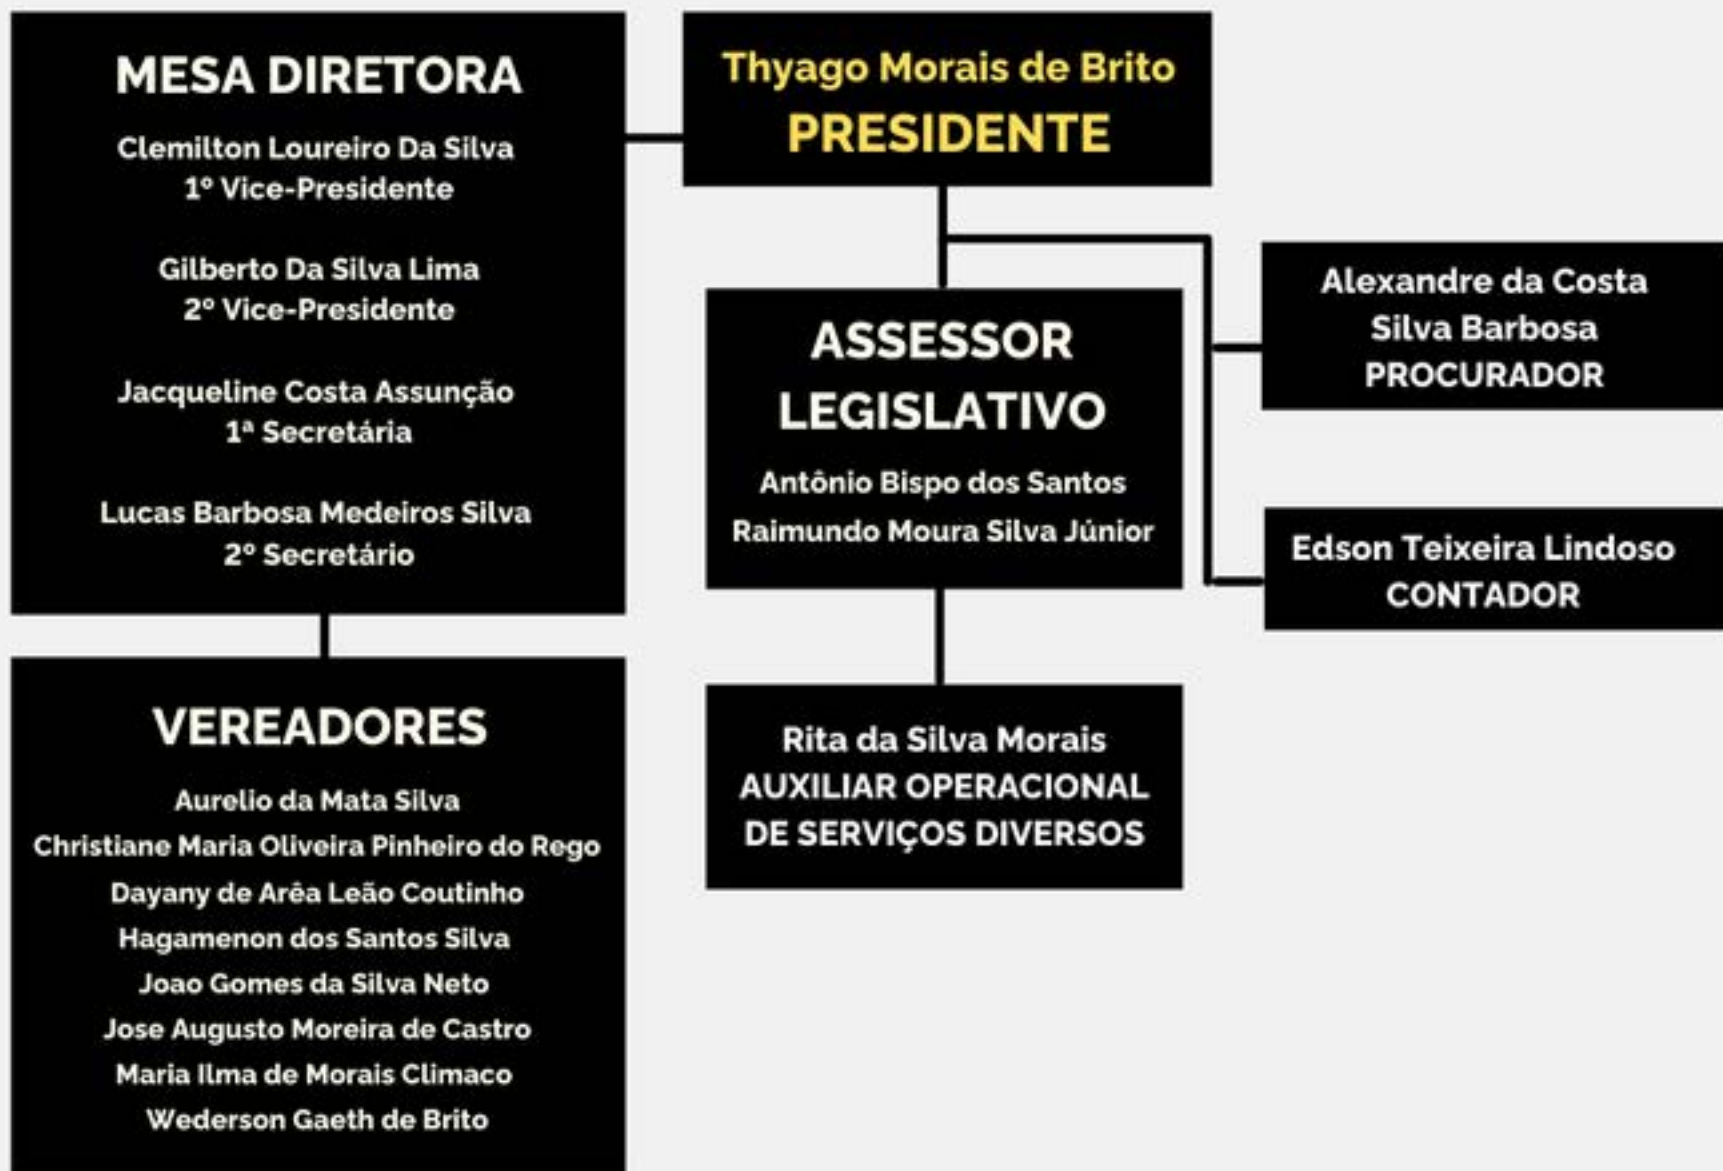 MESA DIRETORA
Clemilton Loureiro Da Silva
1º Vice-Presidente
Gilberto Da Silva Lima
2º Vice-Presidente
Jacqueline Costa Assunção
1ª Secretária
Lucas Barbosa Medeiros Silva
2º Secretário
Thyago Morais de Brito
PRESIDENTE
ASSESSOR
LEGISLATIVO
Antônio Bispo dos Santos
Raimundo Moura Silva Júnior
Alexandre da Costa
Silva Barbosa
PROCURADOR
Edson Teixeira Lindoso
CONTADOR
VEREADORES
Aurelio da Mata Silva
Christiane Maria Oliveira Pinheiro do Rego
Dayany de Arêa Leão Coutinho
Hagamenon dos Santos Silva
Joao Gomes da Silva Neto
Jose Augusto Moreira de Castro
Maria Ilma de Morais Climaco
Wederson Gaeth de Brito
Rita da Silva Morais
AUXILIAR OPERACIONAL
DE SERVIÇOS DIVERSOS